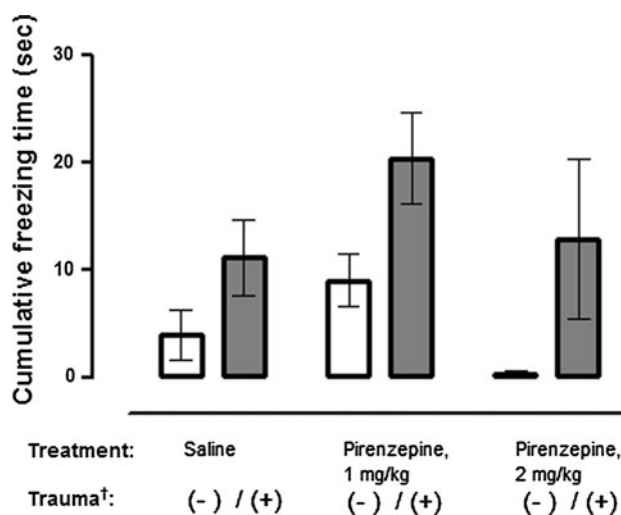 Cumulative freezing time (sec)
30
20
10
0
Treatment: Saline Pirenzepine, 1 mg/kg Pirenzepine, 2 mg/kg
Trauma†: (-) / (+) (-) / (+) (-) / (+)